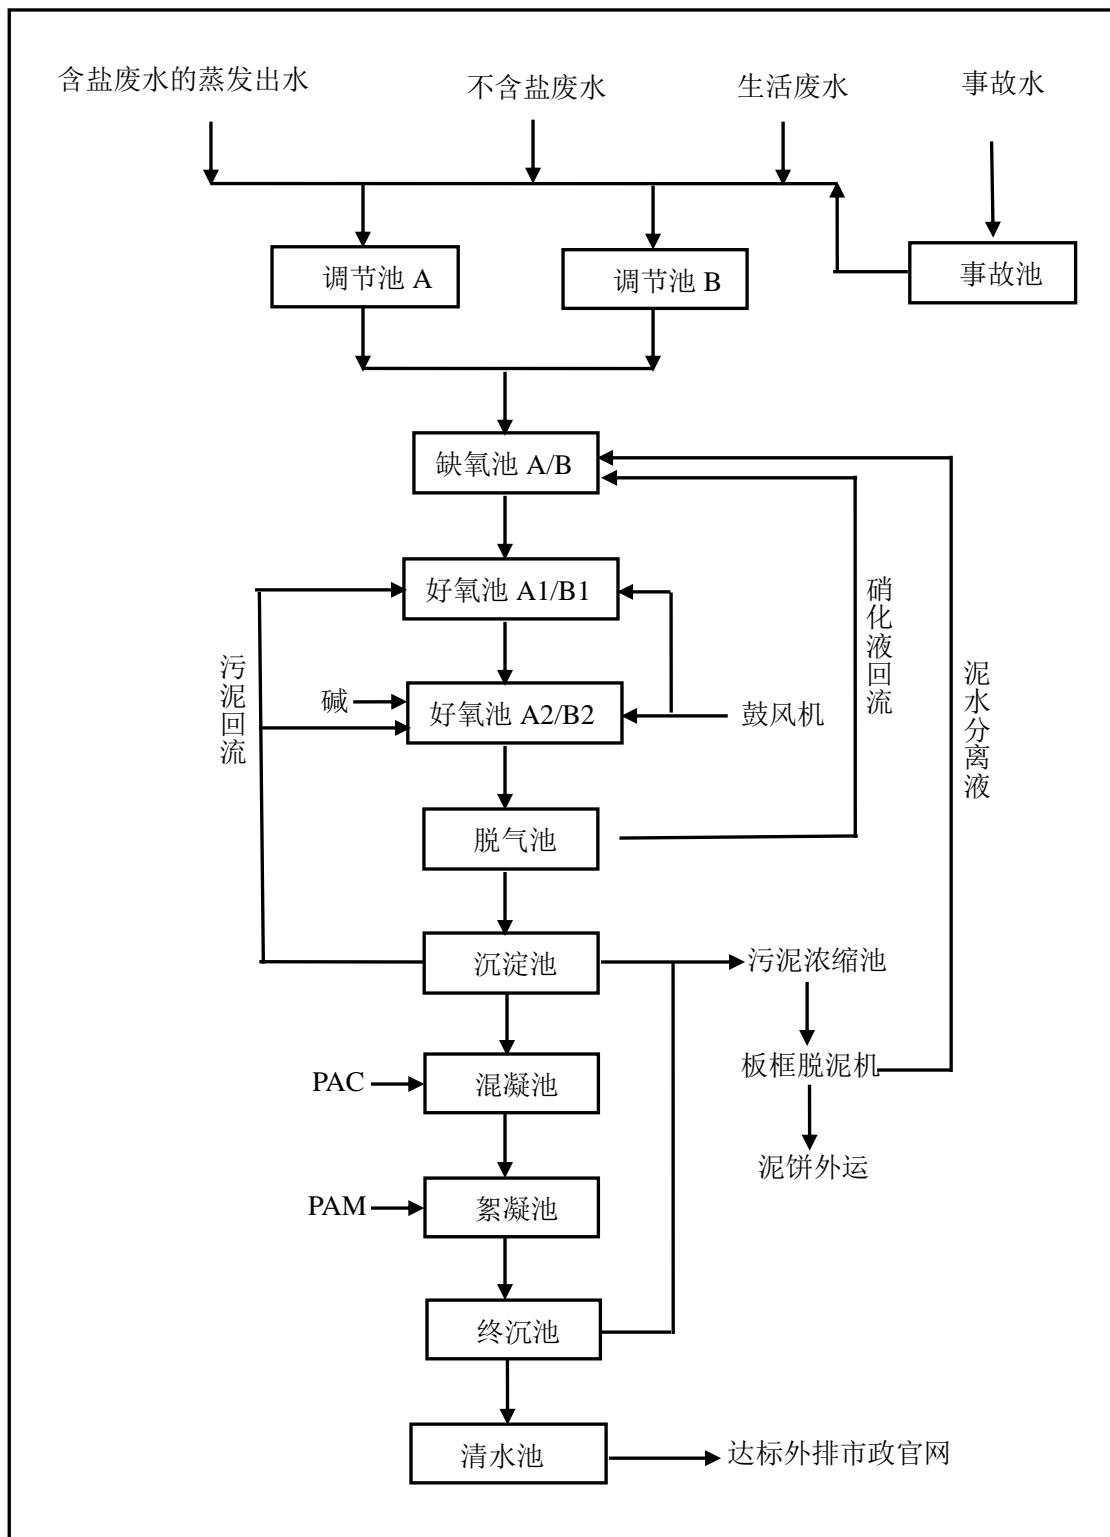 含盐废水的蒸发出水
不含盐废水
生活废水
事故水
调节池 A
调节池 B
事故池
缺氧池 A/B
好氧池 A1/B1
硝化液回流
污泥回流
泥水分离液
碱
好氧池 A2/B2
鼓风机
脱气池
沉淀池
污泥浓缩池
板框脱泥机
PAC
混凝池
泥饼外运
PAM
絮凝池
终沉池
清水池
达标外排市政官网